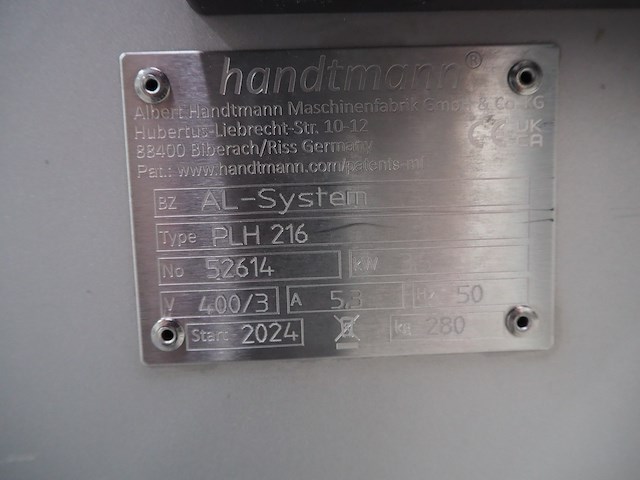 handtmann®
Albert Handtmann Maschinenfabrik GmbH & Co. KG
Hubertus-Liebrecht-Str. 10-12
88400 Biberach/Riss Germany
UK
CA
Pat.: www.handtmann.com/patents-mf
BZ AL-System
Type PLH 216
No 52614 kW
V 400/3 A 5,3 Hz 50
Start 2024 kg 280